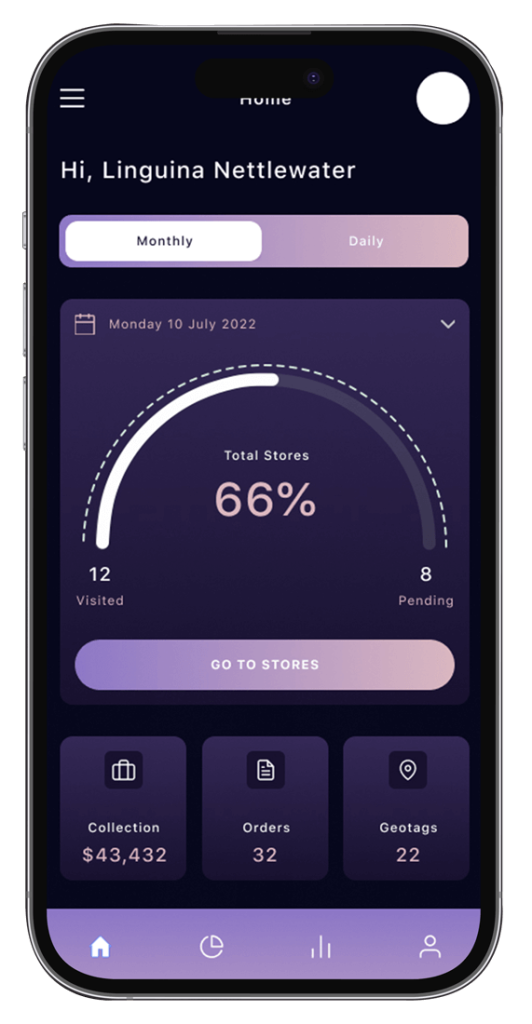 Home
Hi, Linguina Nettlewater
Monthly Daily
Monday 10 July 2022
Total Stores
66%
12 8
Visited Pending
GO TO STORES
Collection Orders Geotags
$43,432 32 22